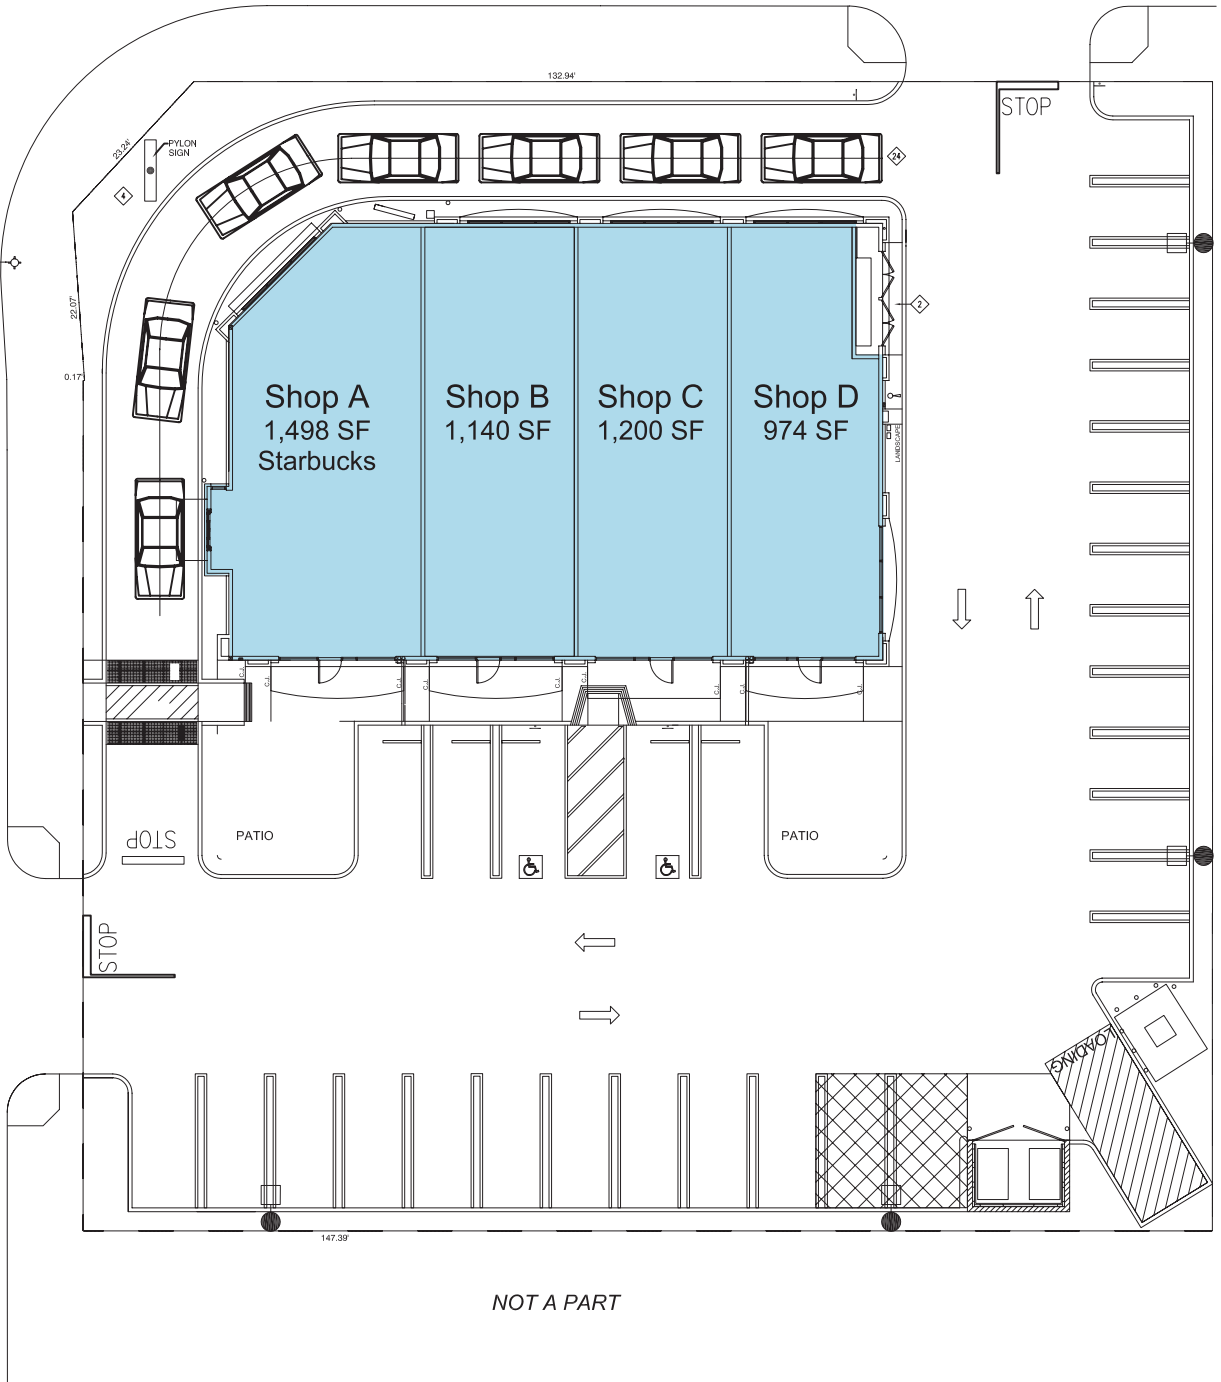 132.94'
STOP
23.24'
PYLON
SIGN
4
24
22.07'
2
0.17'
Shop A
1,498 SF
Starbucks
Shop B
1,140 SF
Shop C
1,200 SF
Shop D
974 SF
LANDSCAPE
C.J.
C.J.
C.J.
C.J.
C.J.
C.J.
C.J.
C.J.
STOP
PATIO
PATIO
STOP
LOADING
147.39'
NOT A PART